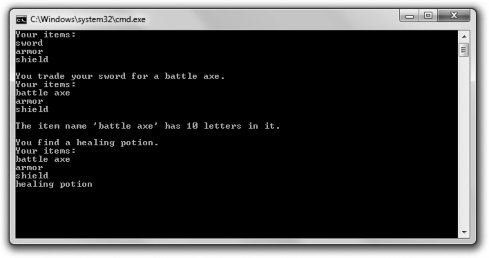 C:\Windows\system32\cmd.exe
Your items:
sword
armor
shield
You trade your sword for a battle axe.
Your items:
battle axe
armor
shield
The item name 'battle axe' has 10 letters in it.
You find a healing potion.
Your items:
battle axe
armor
shield
healing potion